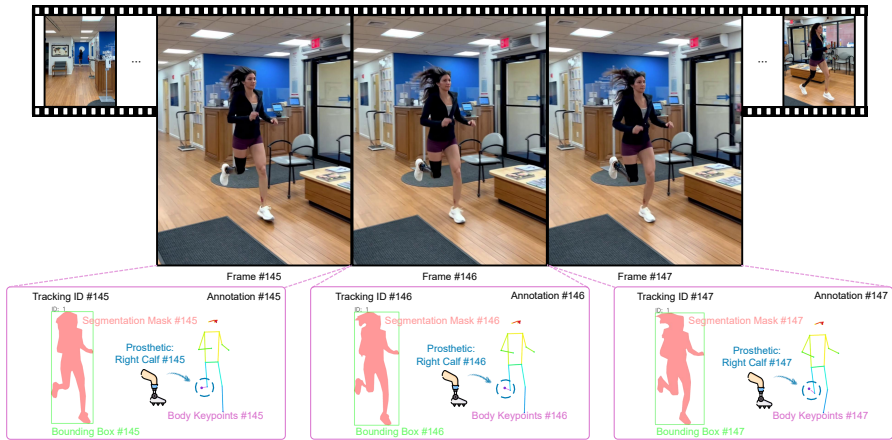 ...
...
Frame #145
Frame #146
Frame #147
Tracking ID #145
Annotation #145
ID: 1
Segmentation Mask #145
Prosthetic:
Right Calf #145
Body Keypoints #145
Bounding Box #145
Tracking ID #146
Annotation #146
ID: 1
Segmentation Mask #146
Prosthetic:
Right Calf #146
Body Keypoints #146
Bounding Box #146
Tracking ID #147
Annotation #147
ID: 1
Segmentation Mask #147
Prosthetic:
Right Calf #147
Body Keypoints #147
Bounding Box #147